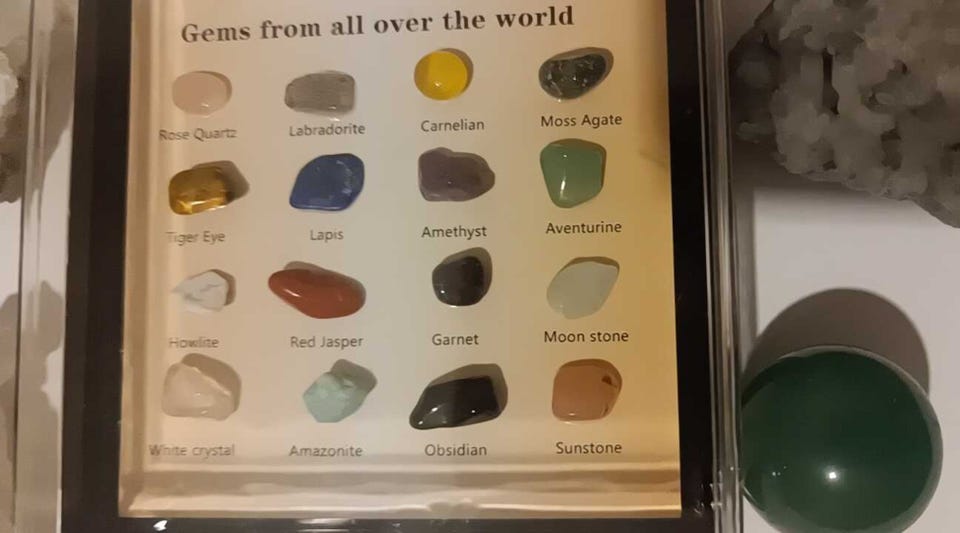 Gems from all over the world
Rose Quartz Labradorite Carnelian Moss Agate
Tiger Eye Lapis Amethyst Aventurine
Howlite Red Jasper Garnet Moon stone
White crystal Amazonite Obsidian Sunstone